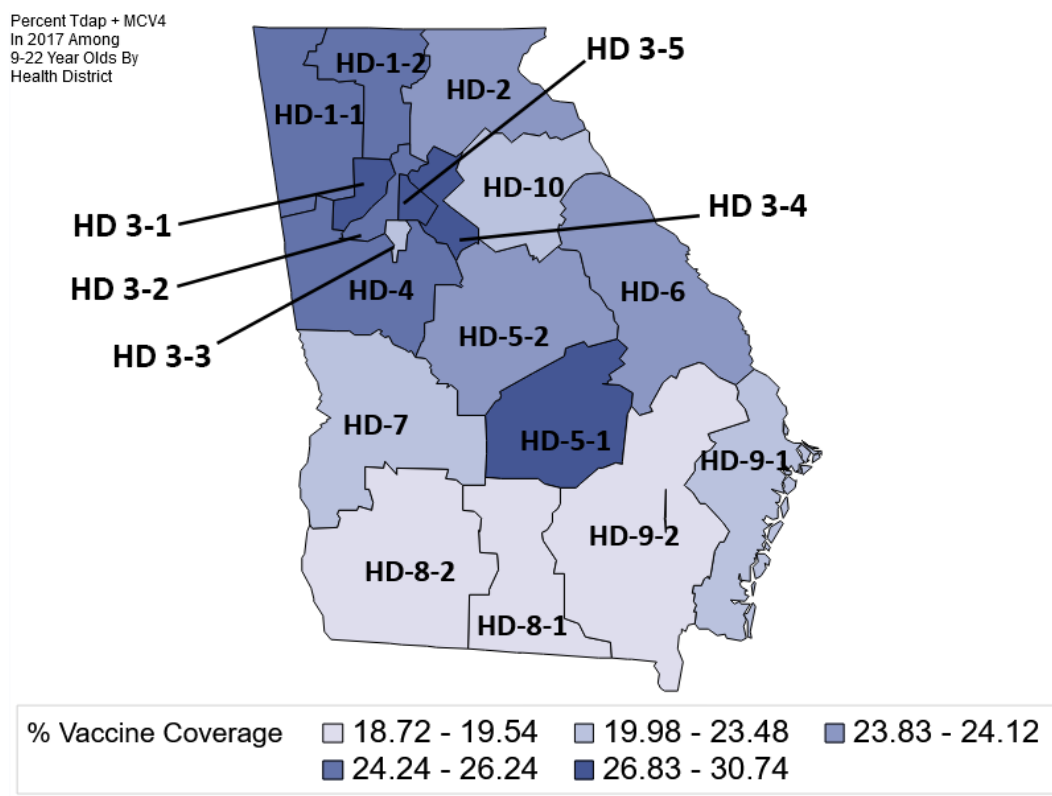 Percent Tdap + MCV4
In 2017 Among
9-22 Year Olds By
Health District
HD 3-5
HD-1-2
HD-2
HD-1-1
HD-10
HD 3-4
HD 3-1
HD 3-2
HD-4
HD-6
HD-5-2
HD 3-3
HD-7
HD-5-1
HD-9-1
HD-9-2
HD-8-2
HD-8-1
% Vaccine Coverage
18.72 - 19.54
19.98 - 23.48
23.83 - 24.12
24.24 - 26.24
26.83 - 30.74